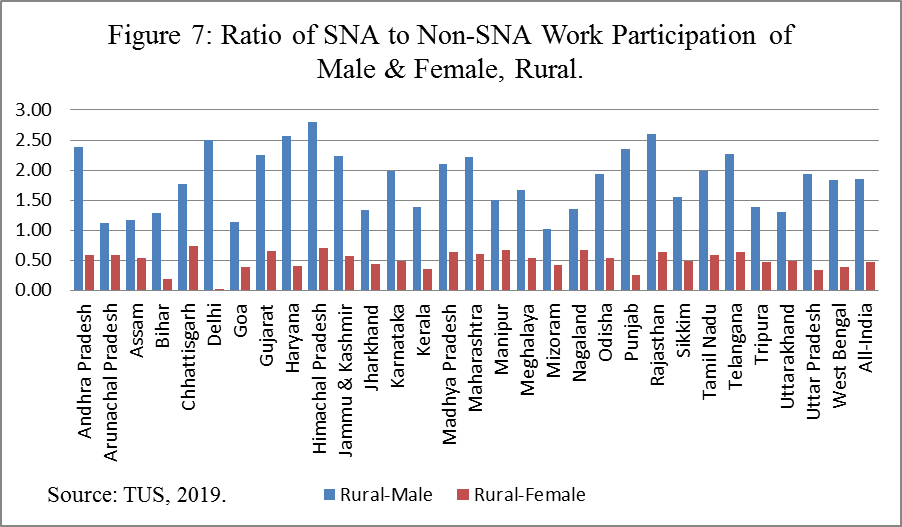 Figure 7: Ratio of SNA to Non-SNA Work Participation of
Male & Female, Rural.
3.00
2.50
2.00
1.50
1.00
0.50
0.00
Andhra Pradesh
Arunachal Pradesh
Assam
Bihar
Chhattisgarh
Delhi
Goa
Gujarat
Haryana
Himachal Pradesh
Jammu & Kashmir
Jharkhand
Karnataka
Kerala
Madhya Pradesh
Maharashtra
Manipur
Meghalaya
Mizoram
Nagaland
Odisha
Punjab
Rajasthan
Sikkim
Tamil Nadu
Telangana
Tripura
Uttarakhand
Uttar Pradesh
West Bengal
All-India
Source: TUS, 2019.
Rural-Male
Rural-Female